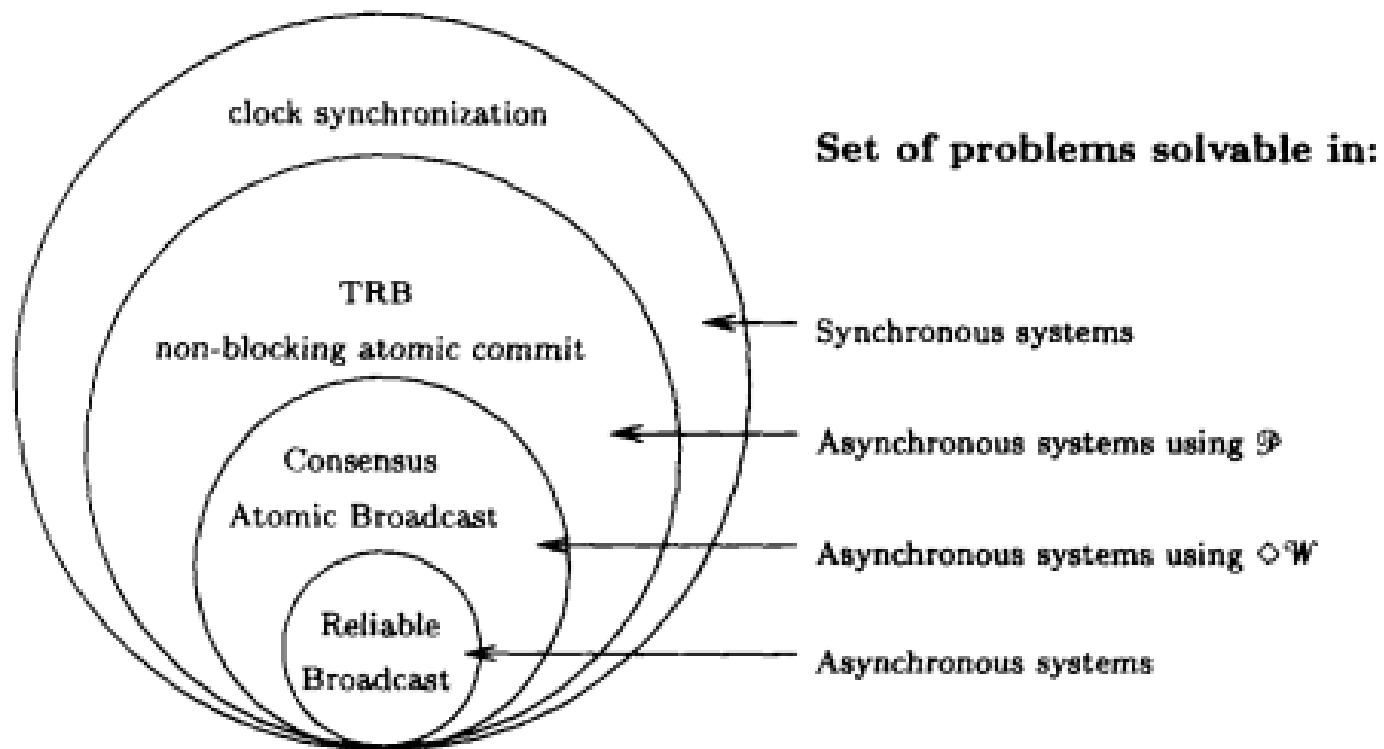 clock synchronization
Set of problems solvable in:
TRB
non-blocking atomic commit
Synchronous systems
Asynchronous systems using 𝒫
Consensus
Atomic Broadcast
Asynchronous systems using ◇𝒲
Reliable
Broadcast
Asynchronous systems